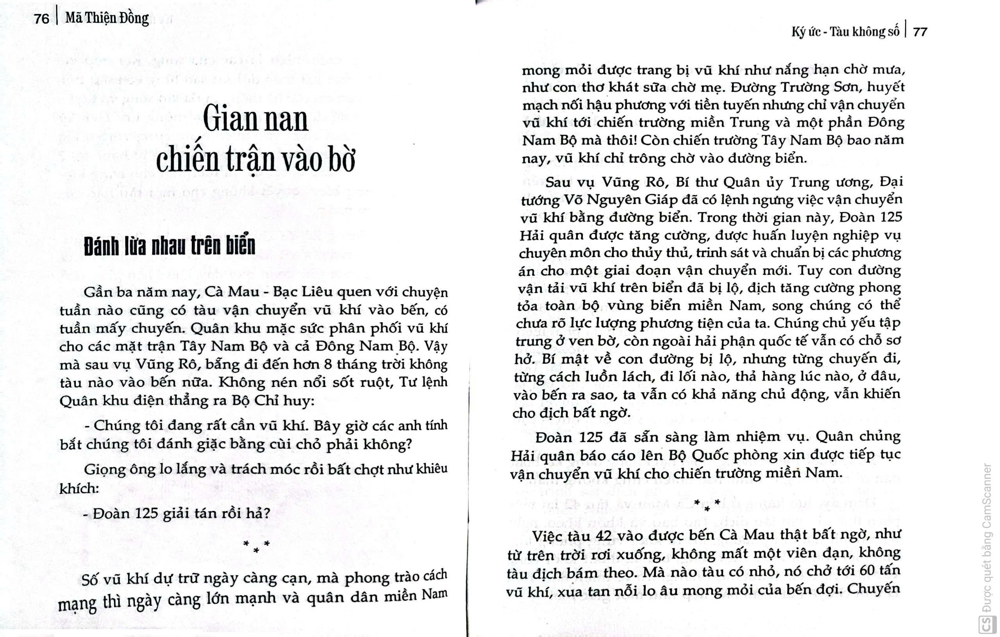 76 | Mã Thiện Đồng
Gian nan
chiến trận vào bờ
Đánh lừa nhau trên biển
Gần ba năm nay, Cà Mau - Bạc Liêu quen với chuyện
tuần nào cũng có tàu vận chuyển vũ khí vào bến, có
tuần mấy chuyến. Quân khu mặc sức phân phối vũ khí
cho các mặt trận Tây Nam Bộ và cả Đông Nam Bộ. Vậy
mà sau vụ Vũng Rô, bẵng đi đến hơn 8 tháng trời không
tàu nào vào bến nữa. Không nén nổi sốt ruột, Tư lệnh
Quân khu điện thẳng ra Bộ Chỉ huy:
- Chúng tôi đang rất cần vũ khí. Bây giờ các anh tính
bắt chúng tôi đánh giặc bằng cùi chỏ phải không?
Giọng ông lo lắng và trách móc rồi bất chợt như khiêu
khích:
- Đoàn 125 giải tán rồi hả?
* * *
Số vũ khí dự trữ ngày càng cạn, mà phong trào cách
mạng thì ngày càng lớn mạnh và quân dân miền Nam
Ký ức - Tàu không số | 77
mong mỏi được trang bị vũ khí như nắng hạn chờ mưa,
như con thơ khát sữa chờ mẹ. Đường Trường Sơn, huyết
mạch nối hậu phương với tiền tuyến nhưng chỉ vận chuyển
vũ khí tới chiến trường miền Trung và một phần Đông
Nam Bộ mà thôi! Còn chiến trường Tây Nam Bộ bao năm
nay, vũ khí chỉ trông chờ vào đường biển.
Sau vụ Vũng Rô, Bí thư Quân ủy Trung ương, Đại
tướng Võ Nguyên Giáp đã có lệnh ngưng việc vận chuyển
vũ khí bằng đường biển. Trong thời gian này, Đoàn 125
Hải quân được tăng cường, được huấn luyện nghiệp vụ
chuyên môn cho thủy thủ, trinh sát và chuẩn bị các phương
án cho một giai đoạn vận chuyển mới. Tuy con đường
vận tải vũ khí trên biển đã bị lộ, địch tăng cường phong
tỏa toàn bộ vùng biển miền Nam, song chúng có thể
chưa rõ lực lượng phương tiện của ta. Chúng chủ yếu tập
trung ở ven bờ, còn ngoài hải phận quốc tế vẫn có chỗ sơ
hở. Bí mật về con đường bị lộ, nhưng từng chuyến đi,
từng cách luồn lách, đi lối nào, thả hàng lúc nào, ở đâu,
vào bến ra sao, ta vẫn có khả năng chủ động, vẫn khiến
cho địch bất ngờ.
Đoàn 125 đã sẵn sàng làm nhiệm vụ. Quân chủng
Hải quân báo cáo lên Bộ Quốc phòng xin được tiếp tục
vận chuyển vũ khí cho chiến trường miền Nam.
* * *
Việc tàu 42 vào được bến Cà Mau thật bất ngờ, như
từ trên trời rơi xuống, không mất một viên đạn, không
tàu địch bám theo. Mà nào tàu có nhỏ, nó chở tới 60 tấn
vũ khí, xua tan nỗi lo âu mong mỏi của bến đợi. Chuyến
CS Được quét bằng CamScanner